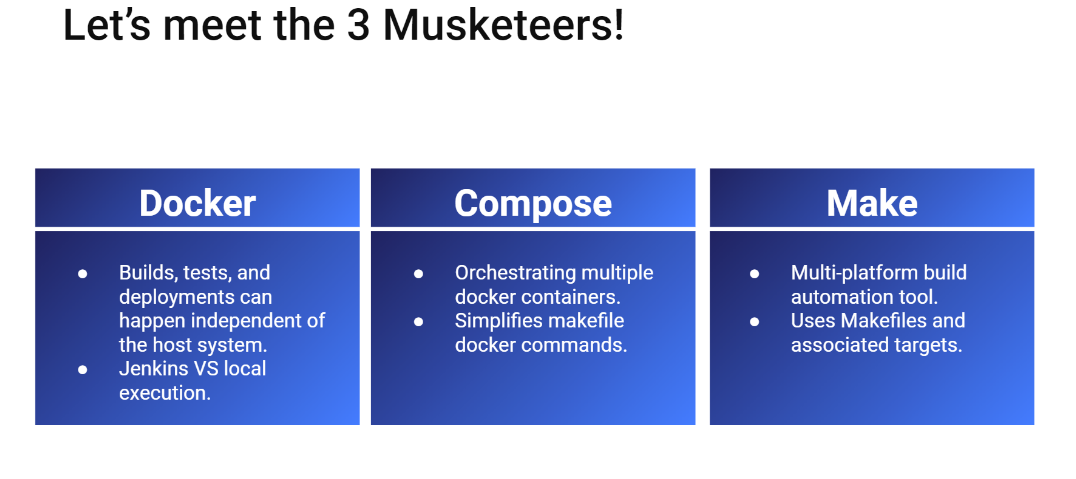 Let's meet the 3 Musketeers!
Docker
● Builds, tests, and
deployments can
happen independent of
the host system.
● Jenkins VS local
execution.
Compose
● Orchestrating multiple
docker containers.
● Simplifies makefile
docker commands.
Make
● Multi-platform build
automation tool.
● Uses Makefiles and
associated targets.